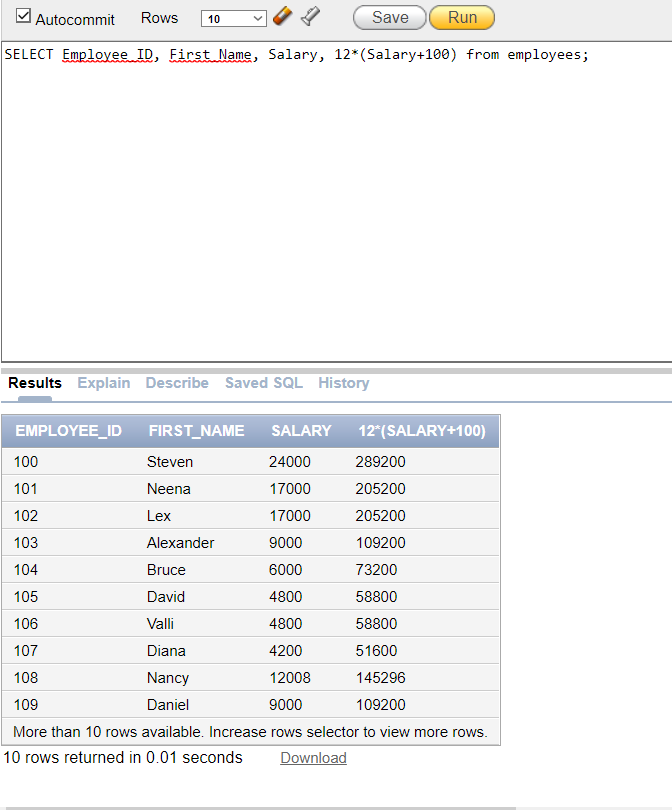 Autocommit Rows 10 Save Run
SELECT Employee_ID, First_Name, Salary, 12*(Salary+100) from employees;
Results Explain Describe Saved SQL History
EMPLOYEE_ID FIRST_NAME SALARY 12*(SALARY+100)
100 Steven 24000 289200
101 Neena 17000 205200
102 Lex 17000 205200
103 Alexander 9000 109200
104 Bruce 6000 73200
105 David 4800 58800
106 Valli 4800 58800
107 Diana 4200 51600
108 Nancy 12008 145296
109 Daniel 9000 109200
More than 10 rows available. Increase rows selector to view more rows.
10 rows returned in 0.01 seconds Download